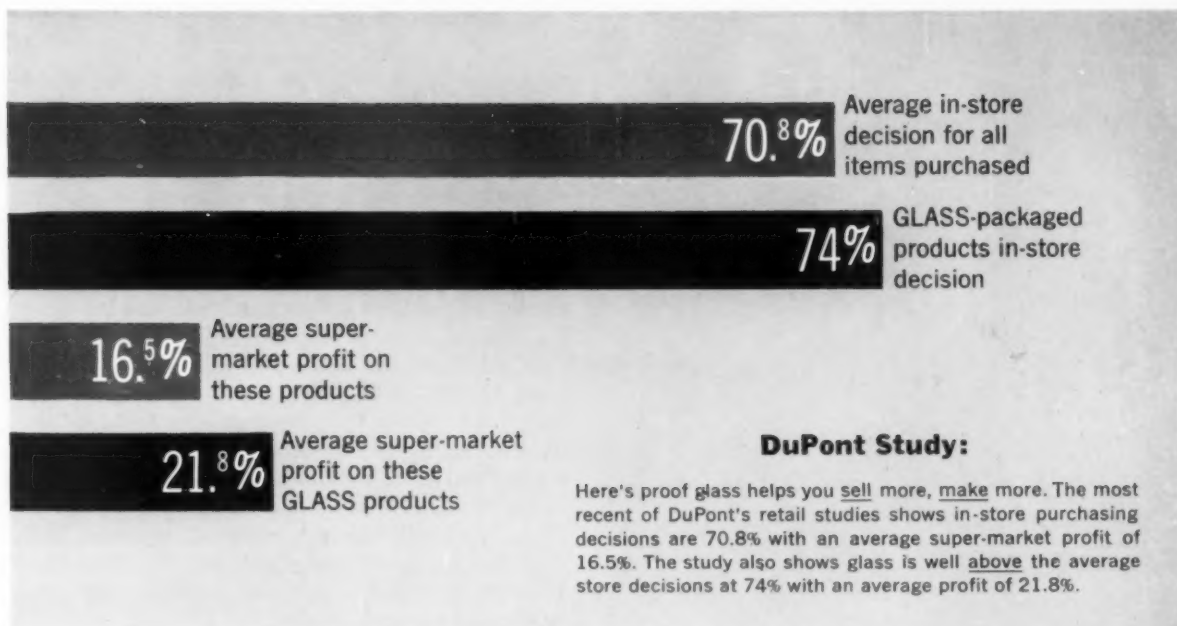 70.8%
Average in-store
decision for all
items purchased
74%
GLASS-packaged
products in-store
decision
16.5%
Average super-
market profit on
these products
21.8%
Average super-market
profit on these
GLASS products
DuPont Study:
Here's proof glass helps you sell more, make more. The most
recent of DuPont's retail studies shows in-store purchasing
decisions are 70.8% with an average super-market profit of
16.5%. The study also shows glass is well above the average
store decisions at 74% with an average profit of 21.8%.